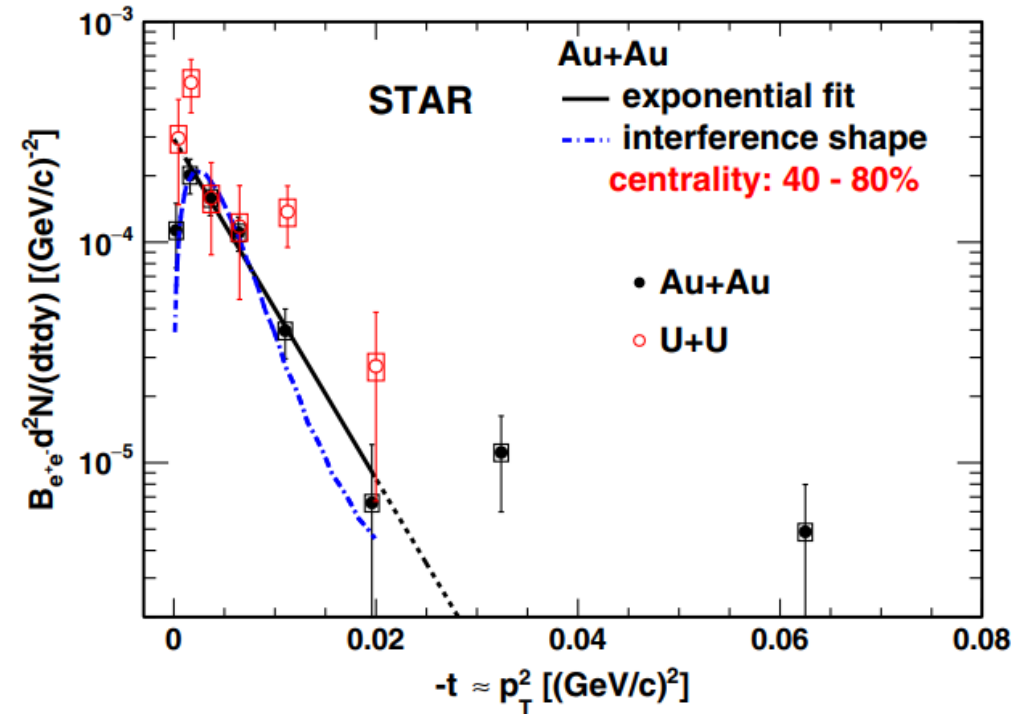 10⁻³
10⁻⁴
10⁻⁵
B_{e⁺e⁻}d²N/(dtdy) [(GeV/c)⁻²]
STAR
Au+Au
exponential fit
interference shape
centrality: 40 - 80%
Au+Au
U+U
0 0.02 0.04 0.06 0.08
-t ≈ p_T² [(GeV/c)²]